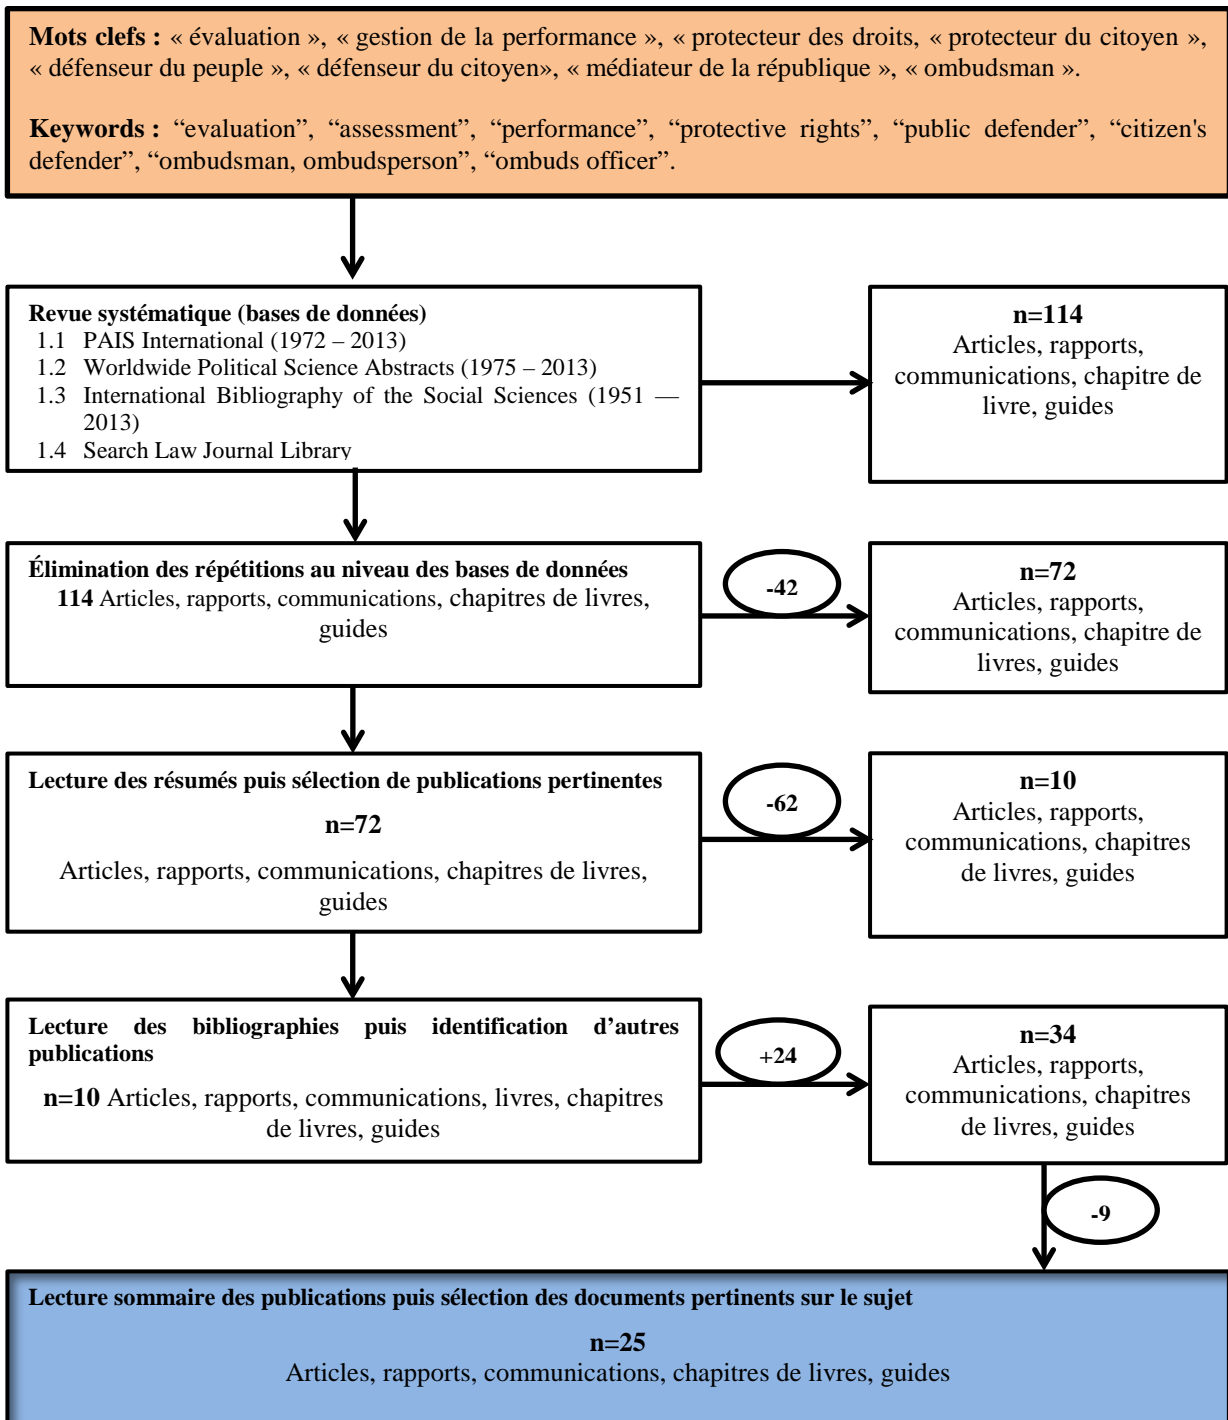 Mots clefs : « évaluation », « gestion de la performance », « protecteur des droits, « protecteur du citoyen »,
« défenseur du peuple », « défenseur du citoyen», « médiateur de la république », « ombudsman ».
Keywords : “evaluation”, “assessment”, “performance”, “protective rights”, “public defender”, “citizen's
defender”, “ombudsman, ombudsperson”, “ombuds officer”.
Revue systématique (bases de données)
1.1 PAIS International (1972 – 2013)
1.2 Worldwide Political Science Abstracts (1975 – 2013)
1.3 International Bibliography of the Social Sciences (1951 —
2013)
1.4 Search Law Journal Library
n=114
Articles, rapports,
communications, chapitre de
livre, guides
Élimination des répétitions au niveau des bases de données
114 Articles, rapports, communications, chapitres de livres,
guides
-42
n=72
Articles, rapports,
communications, chapitre de
livres, guides
Lecture des résumés puis sélection de publications pertinentes
n=72
Articles, rapports, communications, chapitres de livres,
guides
-62
n=10
Articles, rapports,
communications, chapitres
de livres, guides
Lecture des bibliographies puis identification d’autres
publications
n=10 Articles, rapports, communications, livres, chapitres
de livres, guides
+24
n=34
Articles, rapports,
communications, chapitres
de livres, guides
-9
Lecture sommaire des publications puis sélection des documents pertinents sur le sujet
n=25
Articles, rapports, communications, chapitres de livres, guides